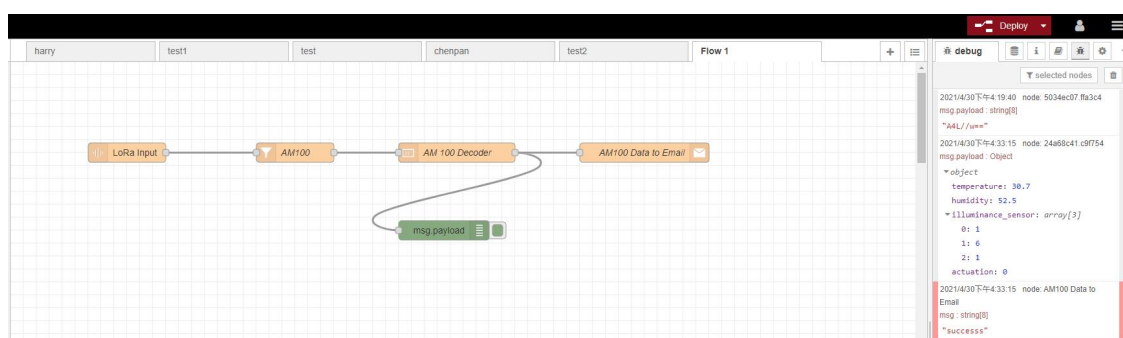 Deploy
harry
test1
test
chenpan
test2
Flow 1
debug
selected nodes
LoRa Input
AM100
AM 100 Decoder
AM100 Data to Email
msg.payload
2021/4/30下午4:19:40 node: 5034ec07.ffa3c4
msg.payload : string[8]
"A4L//w=="
2021/4/30下午4:33:15 node: 24a68c41.c9f754
msg.payload : Object
object
temperature: 30.7
humidity: 52.5
illuminance_sensor: array[3]
0: 1
1: 6
2: 1
actuation: 0
2021/4/30下午4:33:15 node: AM100 Data to
Email
msg : string[8]
"successs"